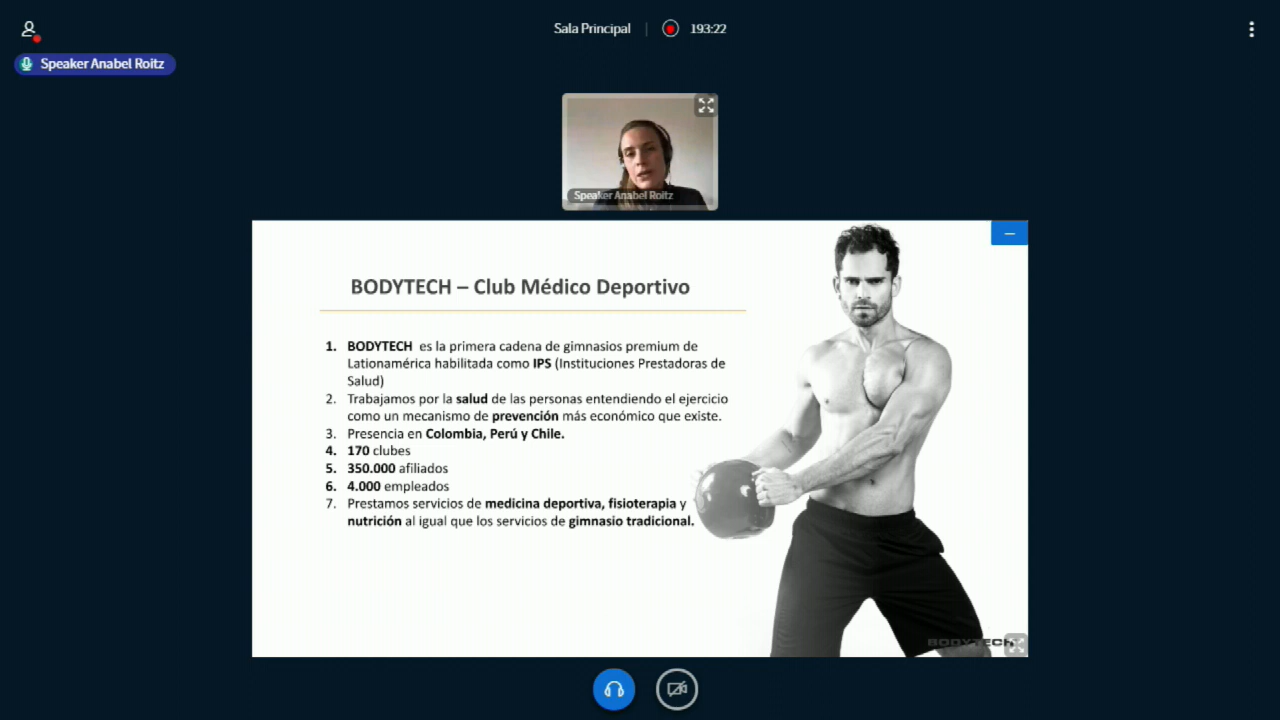 Sala Principal
193:22
Speaker Anabel Roitz
Speaker Anabel Roitz
BODYTECH – Club Médico Deportivo
1. BODYTECH es la primera cadena de gimnasios premium de
Lationamérica habilitada como IPS (Instituciones Prestadoras de
Salud)
2. Trabajamos por la salud de las personas entendiendo el ejercicio
como un mecanismo de prevención más económico que existe.
3. Presencia en Colombia, Perú y Chile.
4. 170 clubes
5. 350.000 afiliados
6. 4.000 empleados
7. Prestamos servicios de medicina deportiva, fisioterapia y
nutrición al igual que los servicios de gimnasio tradicional.
BODYTECH